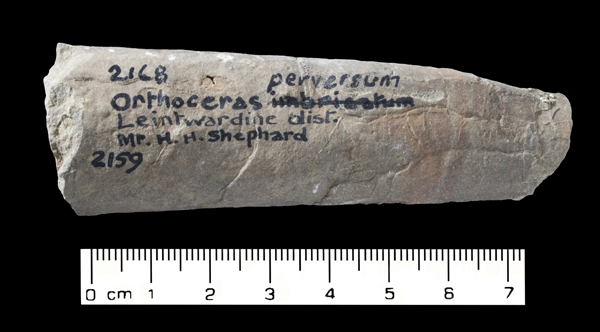 2168
perversum
Orthoceras imbricatum
Leintwardine dist.
Mr. H. H. Shephard
2159
0 cm 1 2 3 4 5 6 7